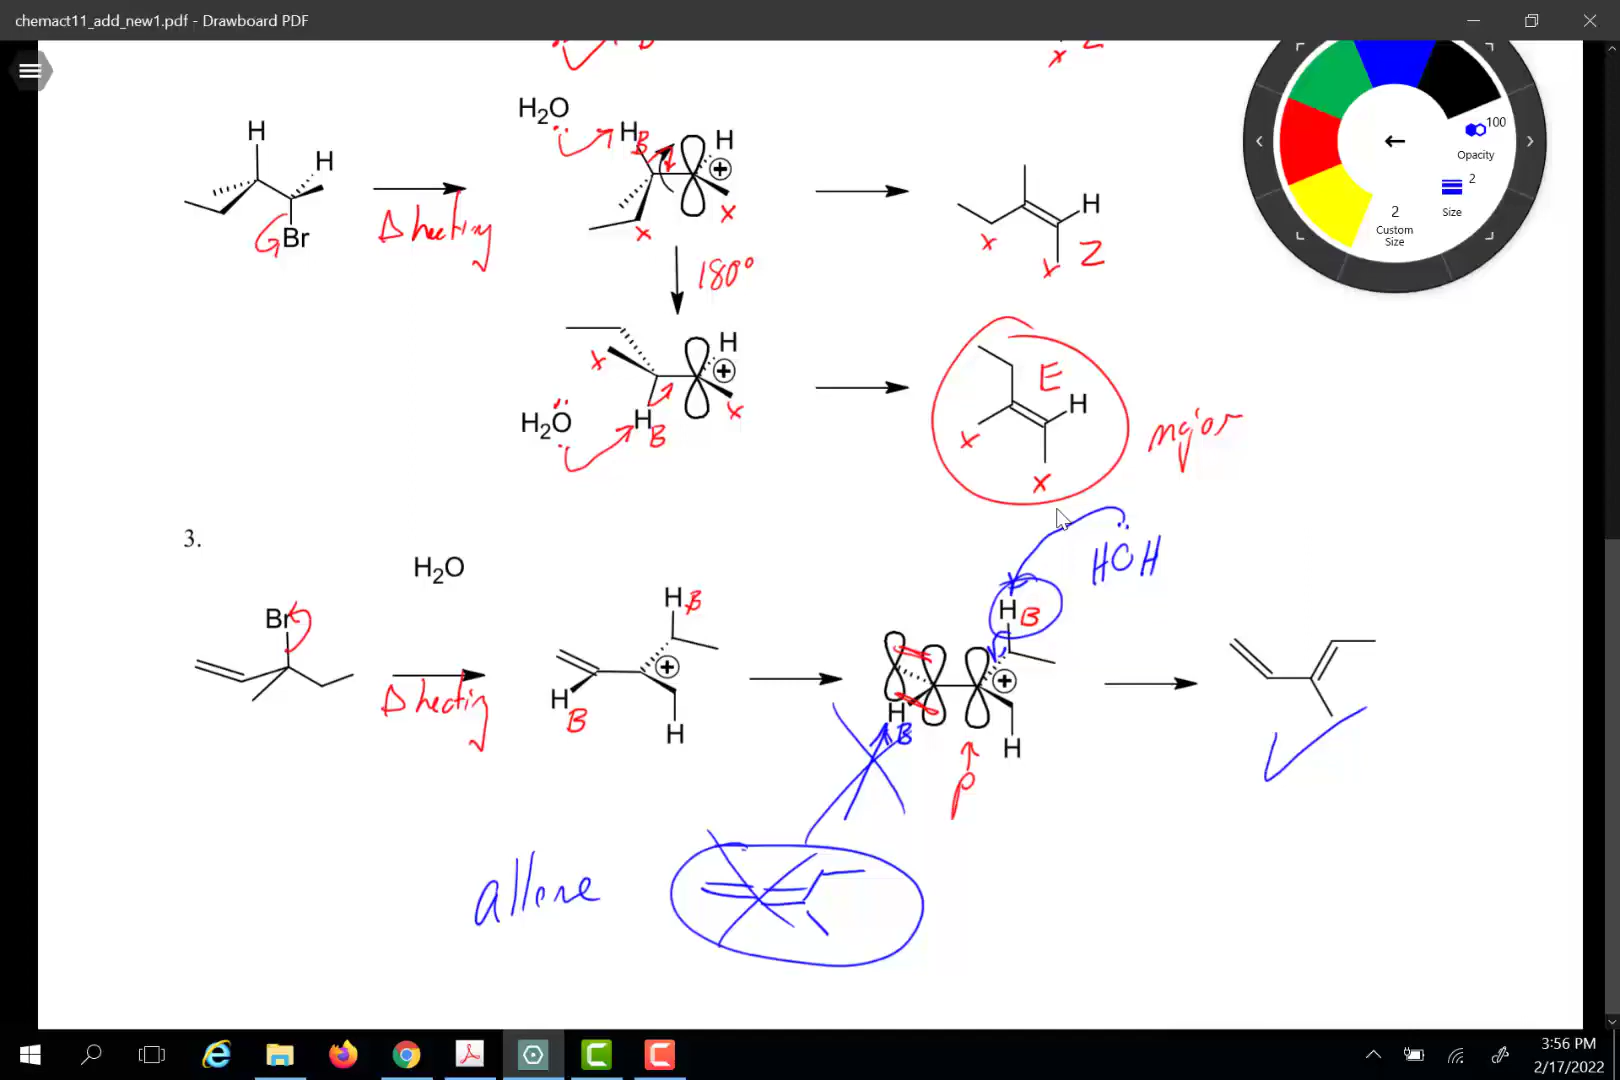 chemact11_add_new1.pdf - Drawboard PDF
B
x Z
100
Opacity
2
Size
2
Custom
Size
H₂O
H H B H
H
x
x
Br
Δ heating
H
x
x Z
180°
H
x
x
H₂O
H
B
E
H
x
x
major
3.
H₂O
HOH
Br
H B
H B
Δ heating
H
B
H
H
B
H
p
allene
3:56 PM
2/17/2022